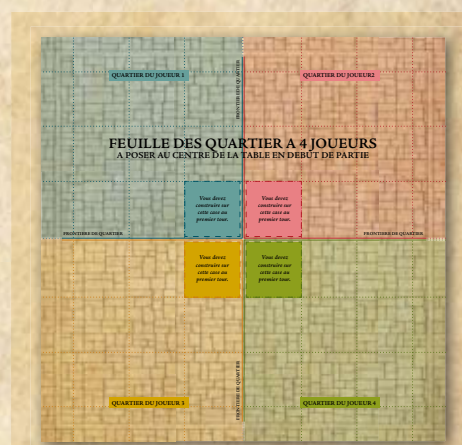 QUARTIER DU JOUEUR 1
QUARTIER DU JOUEUR2
FRONTIERE DE QUARTIER
FEUILLE DES QUARTIER A 4 JOUEURS
A POSER AU CENTRE DE LA TABLE EN DEBUT DE PARTIE
Vous devez
construire sur
cette case au
premier tour.
Vous devez
construire sur
cette case au
premier tour.
FRONTIERE DE QUARTIER
FRONTIERE DE QUARTIER
Vous devez
construire sur
cette case au
premier tour.
Vous devez
construire sur
cette case au
premier tour.
FRONTIERE DE QUARTIER
QUARTIER DU JOUEUR 3
QUARTIER DU JOUEUR 4